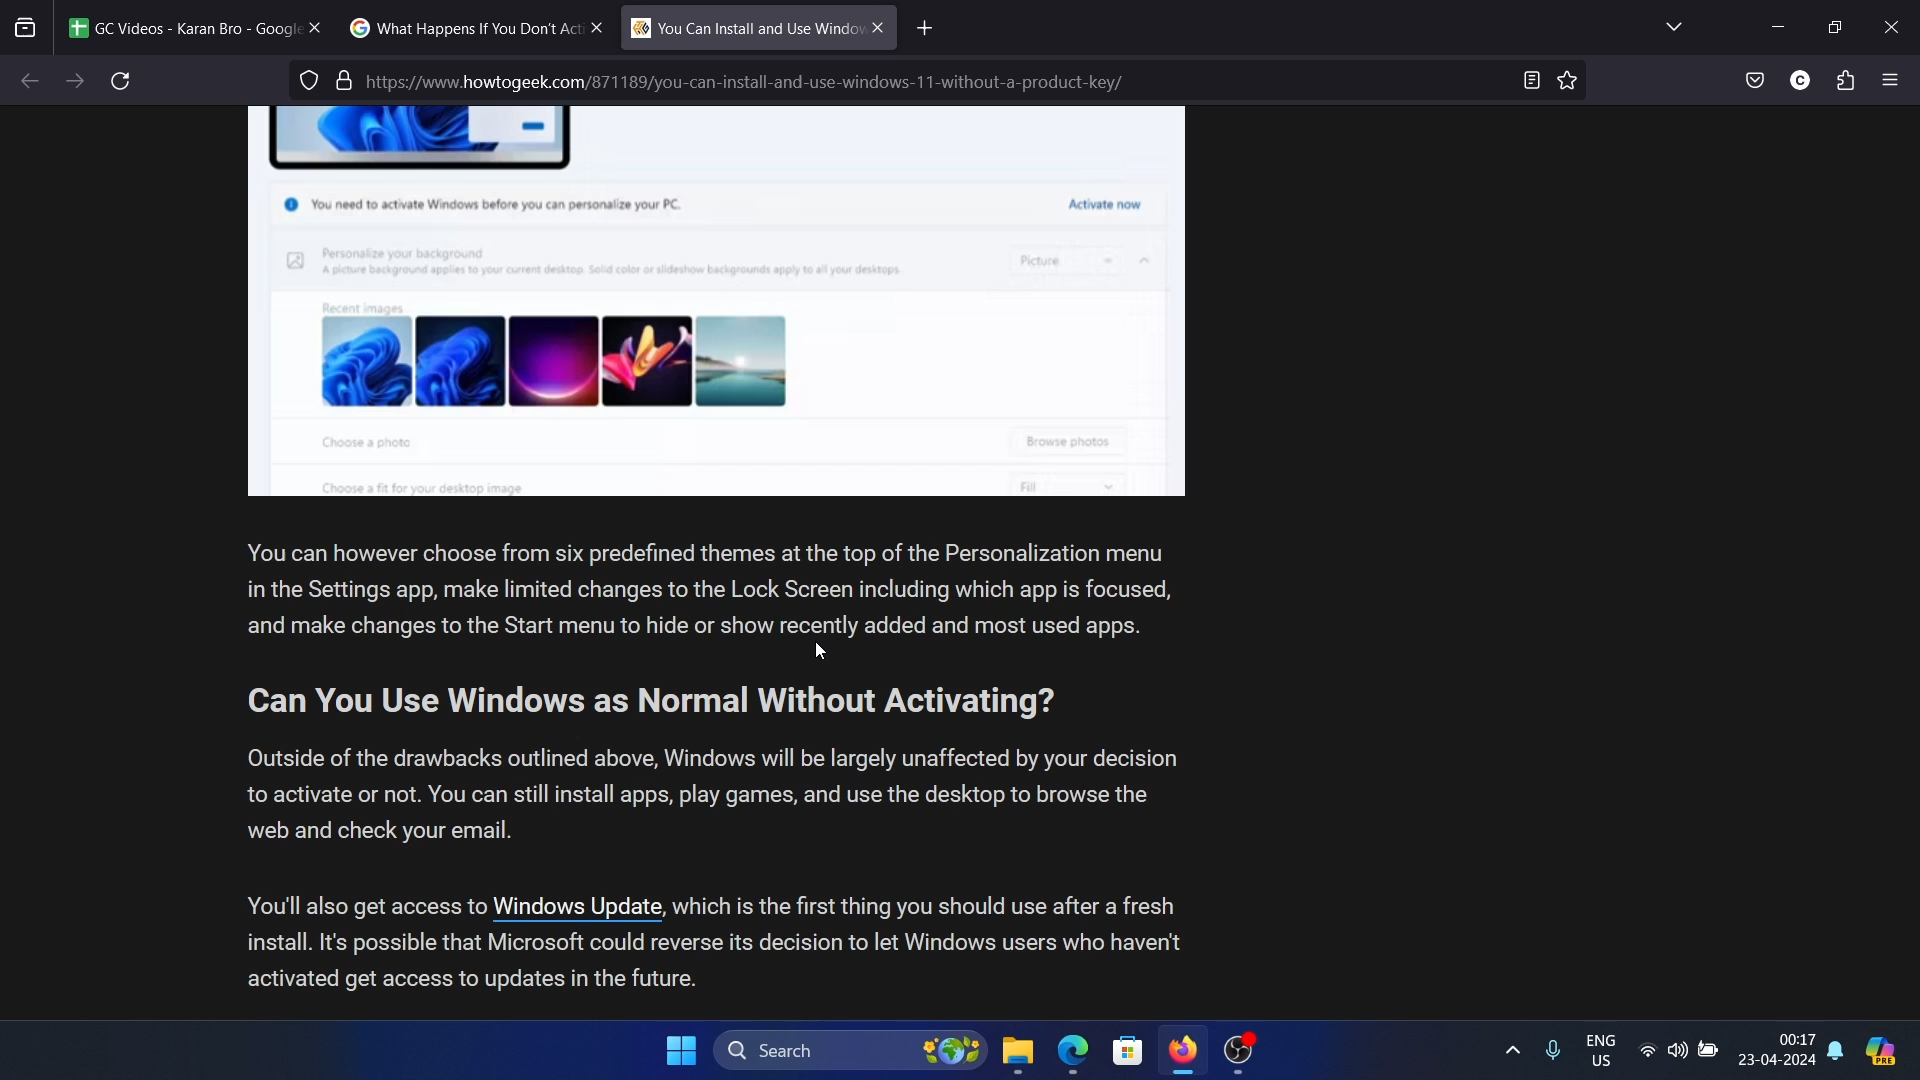 GC Videos - Karan Bro - Google
What Happens If You Don't Acti
You Can Install and Use Window
https://www.howtogeek.com/871189/you-can-install-and-use-windows-11-without-a-product-key/
C
You need to activate Windows before you can personalize your PC.
Activate now
Personalize your background
A picture background applies to your current desktop. Solid color or slideshow backgrounds apply to all your desktops.
Picture
Recent images
Choose a photo
Browse photos
Choose a fit for your desktop image
Fill
You can however choose from six predefined themes at the top of the Personalization menu
in the Settings app, make limited changes to the Lock Screen including which app is focused,
and make changes to the Start menu to hide or show recently added and most used apps.
Can You Use Windows as Normal Without Activating?
Outside of the drawbacks outlined above, Windows will be largely unaffected by your decision
to activate or not. You can still install apps, play games, and use the desktop to browse the
web and check your email.
You'll also get access to Windows Update, which is the first thing you should use after a fresh
install. It's possible that Microsoft could reverse its decision to let Windows users who haven't
activated get access to updates in the future.
Search
ENG
US
00:17
23-04-2024
PRE